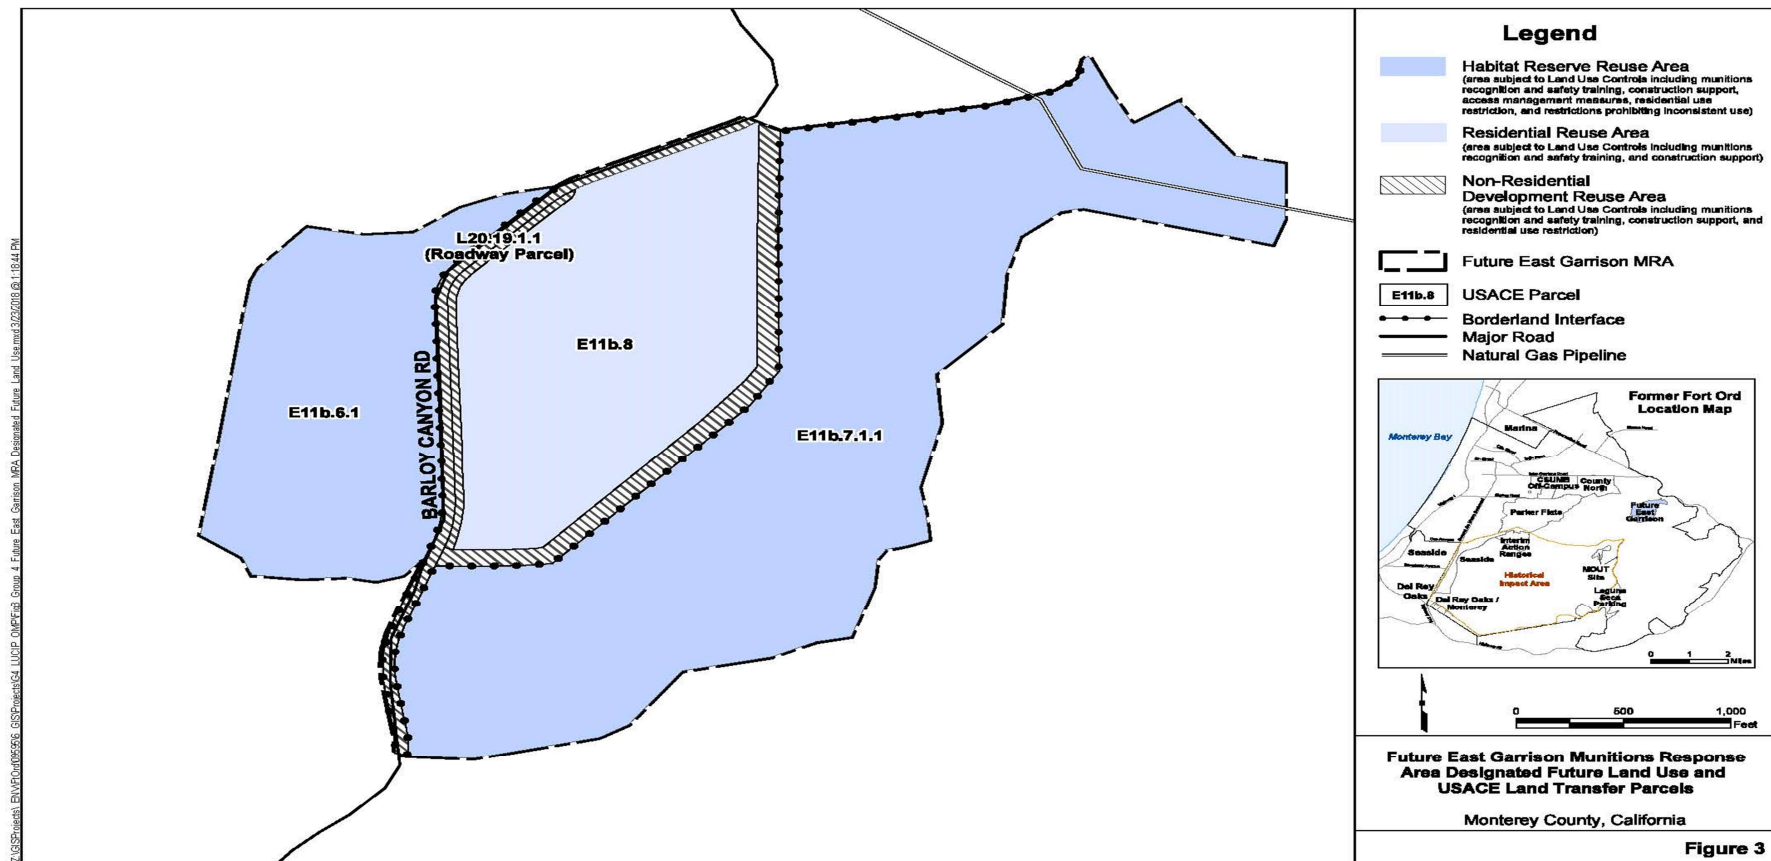 L20.19.1.1
(Roadway Parcel)
E11b.8
E11b.6.1
BARLOY CANYON RD
E11b.7.1.1
Legend
Habitat Reserve Reuse Area
(area subject to Land Use Controls including munitions
recognition and safety training, construction support,
access management measures, residential use
restriction, and restrictions prohibiting inconsistent use)
Residential Reuse Area
(area subject to Land Use Controls including munitions
recognition and safety training, and construction support)
Non-Residential
Development Reuse Area
(area subject to Land Use Controls including munitions
recognition and safety training, construction support, and
residential use restriction)
Future East Garrison MRA
E11b.8 USACE Parcel
Borderland Interface
Major Road
Natural Gas Pipeline
Former Fort Ord
Location Map
Monterey Bay
Marina
CSUMB
Off-Campus
County
North
Parker Flats
Future
East
Garrison
Interim
Action
Ranges
Seaside
Seaside
MOUT
Site
Historical
Impact Area
Del Rey
Oaks
Del Rey Oaks /
Monterey
Laguna
Seca
Parking
0 1 2
Miles
0 500 1,000
Feet
Future East Garrison Munitions Response
Area Designated Future Land Use and
USACE Land Transfer Parcels
Monterey County, California
Figure 3